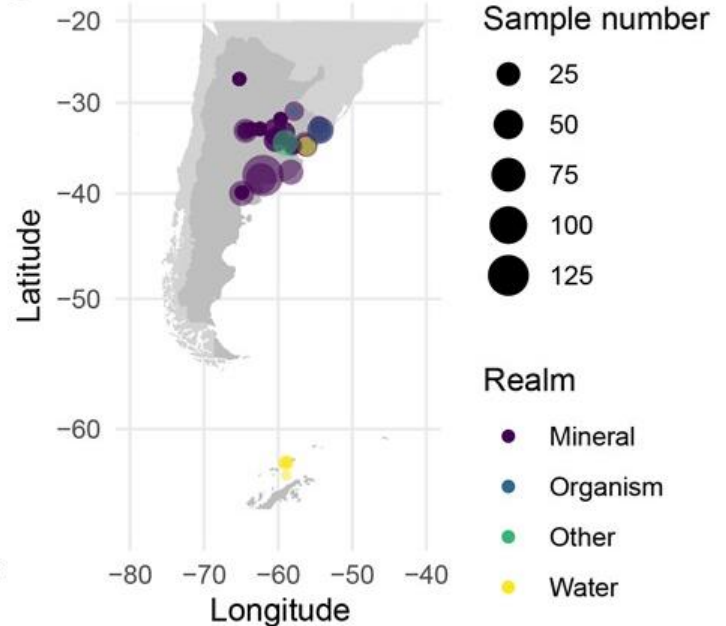 −20
−30
−40
−50
−60
Latitude
−80 −70 −60 −50 −40
Longitude
Sample number
25
50
75
100
125
Realm
Mineral
Organism
Other
Water